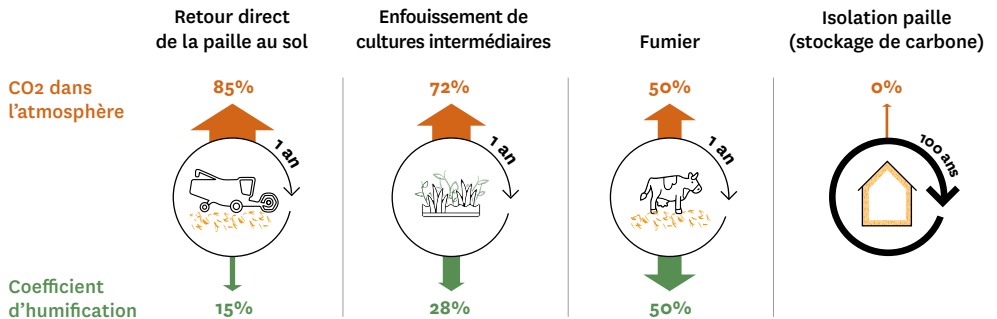 Retour direct
de la paille au sol
Enfouissement de
cultures intermédiaires
Fumier
Isolation paille
(stockage de carbone)
CO2 dans
l'atmosphère
85%
72%
50%
0%
1 an
1 an
1 an
100 ans
Coefficient
d'humification
15%
28%
50%